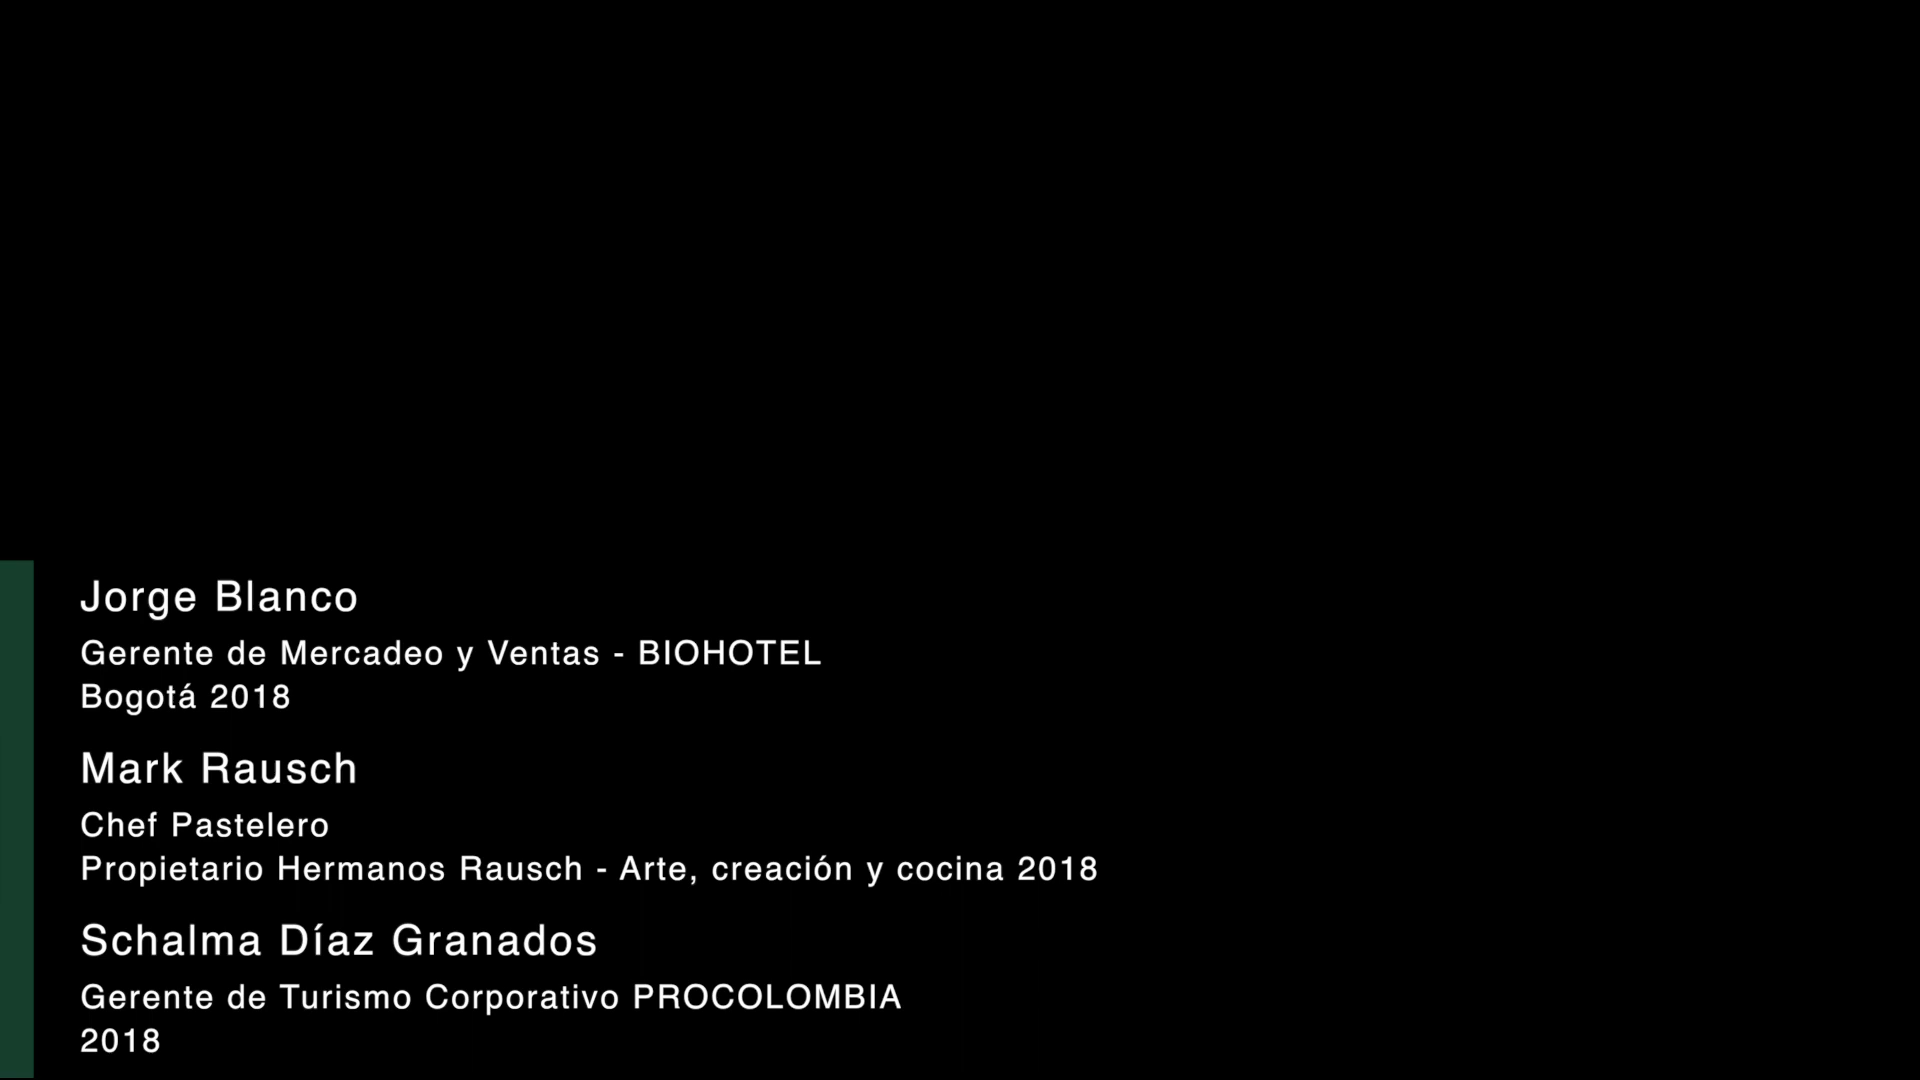 Jorge Blanco
Gerente de Mercadeo y Ventas - BIOHOTEL
Bogotá 2018
Mark Rausch
Chef Pastelero
Propietario Hermanos Rausch - Arte, creación y cocina 2018
Schalma Díaz Granados
Gerente de Turismo Corporativo PROCOLOMBIA
2018